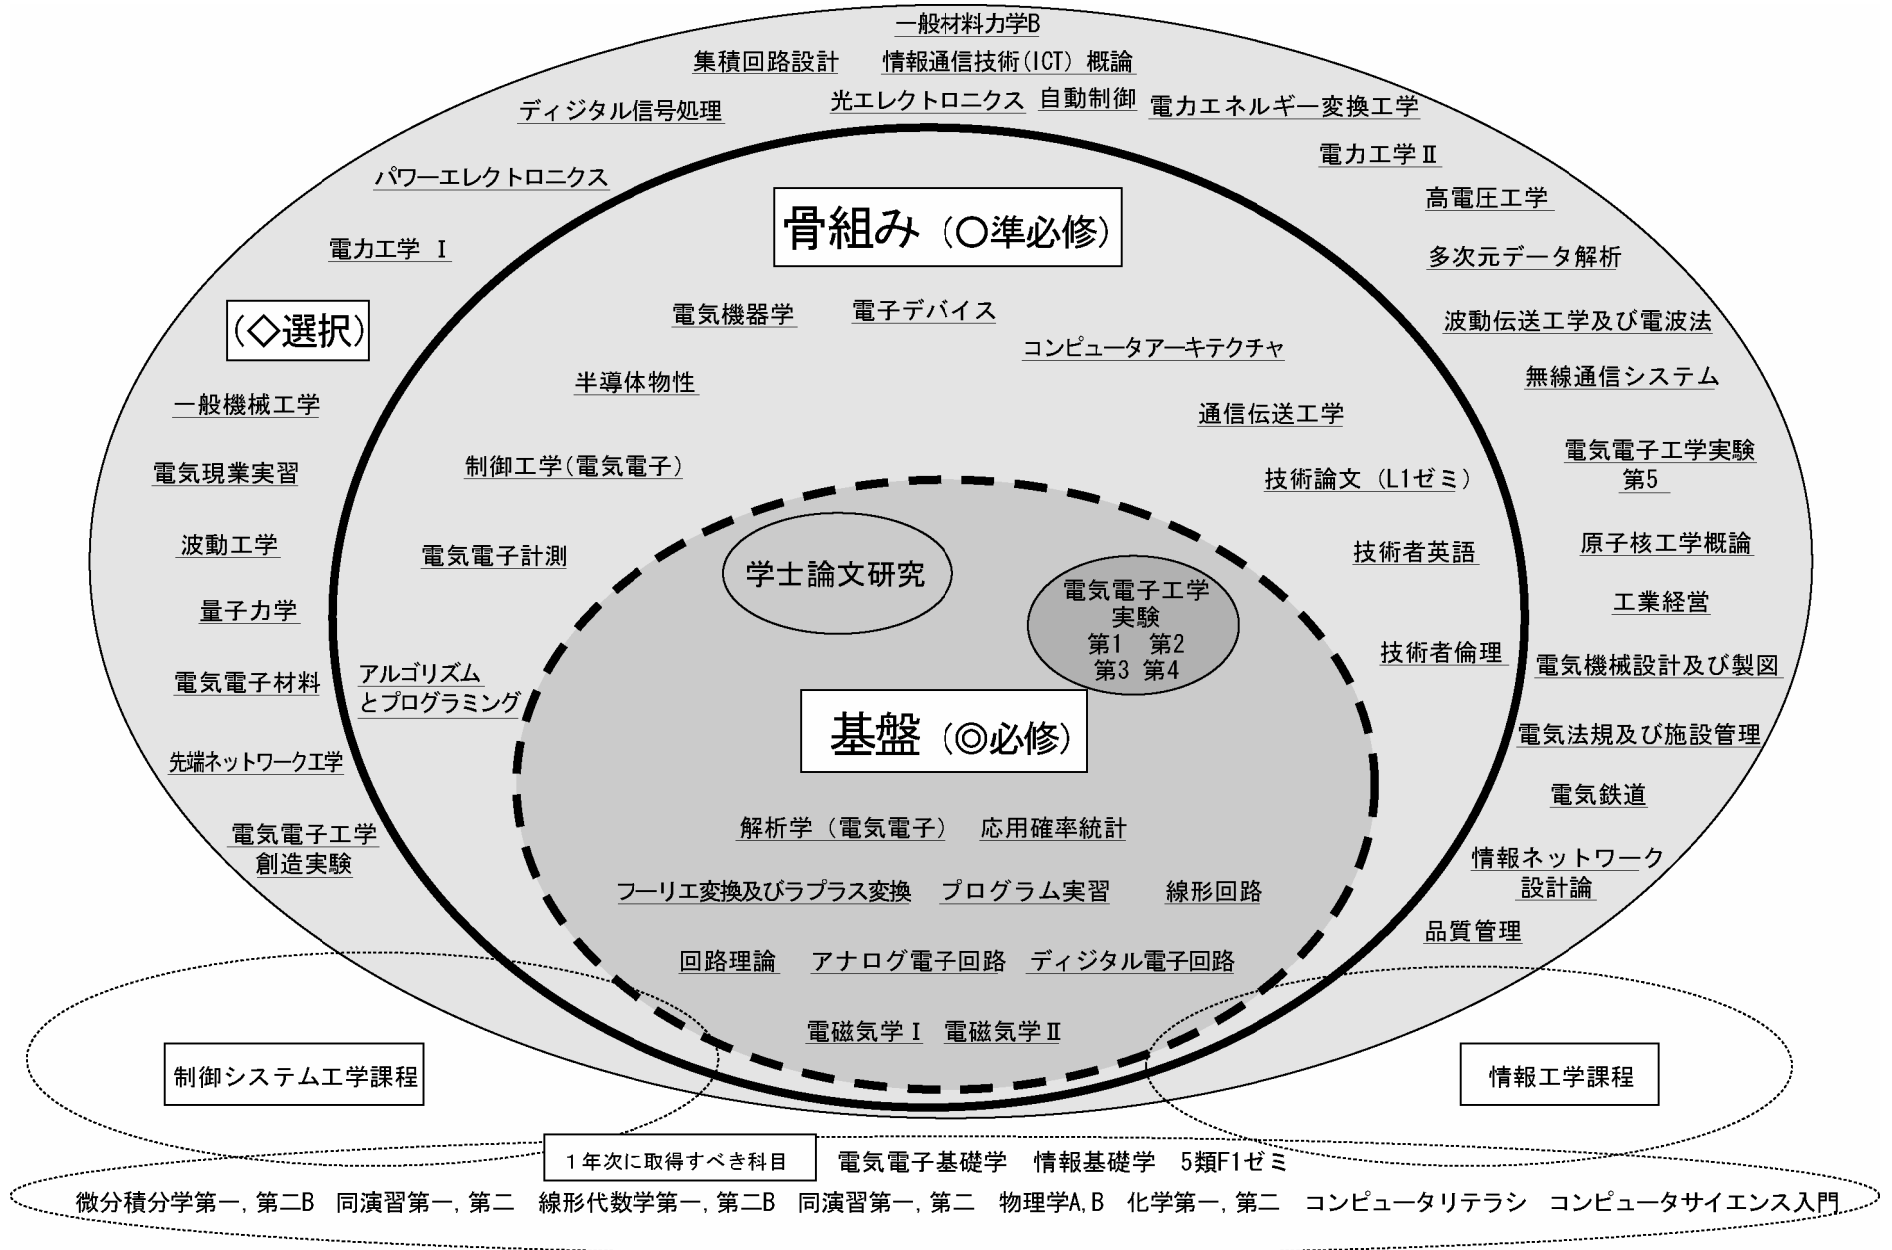 一般材料力学B
集積回路設計
情報通信技術(ICT) 概論
ディジタル信号処理
光エレクトロニクス
自動制御
電力エネルギー変換工学
電力工学Ⅱ
パワーエレクトロニクス
高電圧工学
骨組み (○準必修)
電力工学 Ⅰ
多次元データ解析
(◇選択)
電気機器学
電子デバイス
波動伝送工学及び電波法
コンピュータアーキテクチャ
無線通信システム
半導体物性
一般機械工学
通信伝送工学
電気電子工学実験
第5
電気現業実習
制御工学(電気電子)
技術論文 (L1ゼミ)
波動工学
電気電子計測
技術者英語
原子核工学概論
学士論文研究
電気電子工学
実験
第1 第2
第3 第4
量子力学
工業経営
技術者倫理
電気機械設計及び製図
電気電子材料
アルゴリズム
とプログラミング
基盤 (◎必修)
電気法規及び施設管理
先端ネットワーク工学
電気鉄道
電気電子工学
創造実験
解析学 (電気電子)
応用確率統計
情報ネットワーク
設計論
フーリエ変換及びラプラス変換
プログラム実習
線形回路
品質管理
回路理論
アナログ電子回路
ディジタル電子回路
電磁気学Ⅰ
電磁気学Ⅱ
制御システム工学課程
情報工学課程
1年次に取得すべき科目
電気電子基礎学 情報基礎学 5類F1ゼミ
微分積分学第一, 第二B 同演習第一, 第二 線形代数学第一, 第二B 同演習第一, 第二 物理学A, B 化学第一, 第二 コンピュータリテラシ コンピュータサイエンス入門